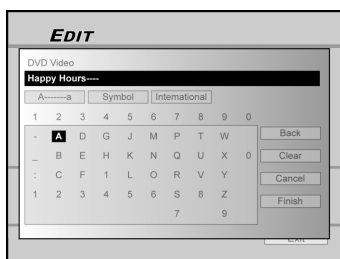 EDIT
DVD Video
Happy Hours----
A-------a Symbol International
1 2 3 4 5 6 7 8 9 0
- A D G J M P T W Back
_ B E H K N Q U X 0 Clear
: C F 1 L O R V Y Cancel
1 2 3 4 5 6 S 8 Z Finish
7 9
EXIT